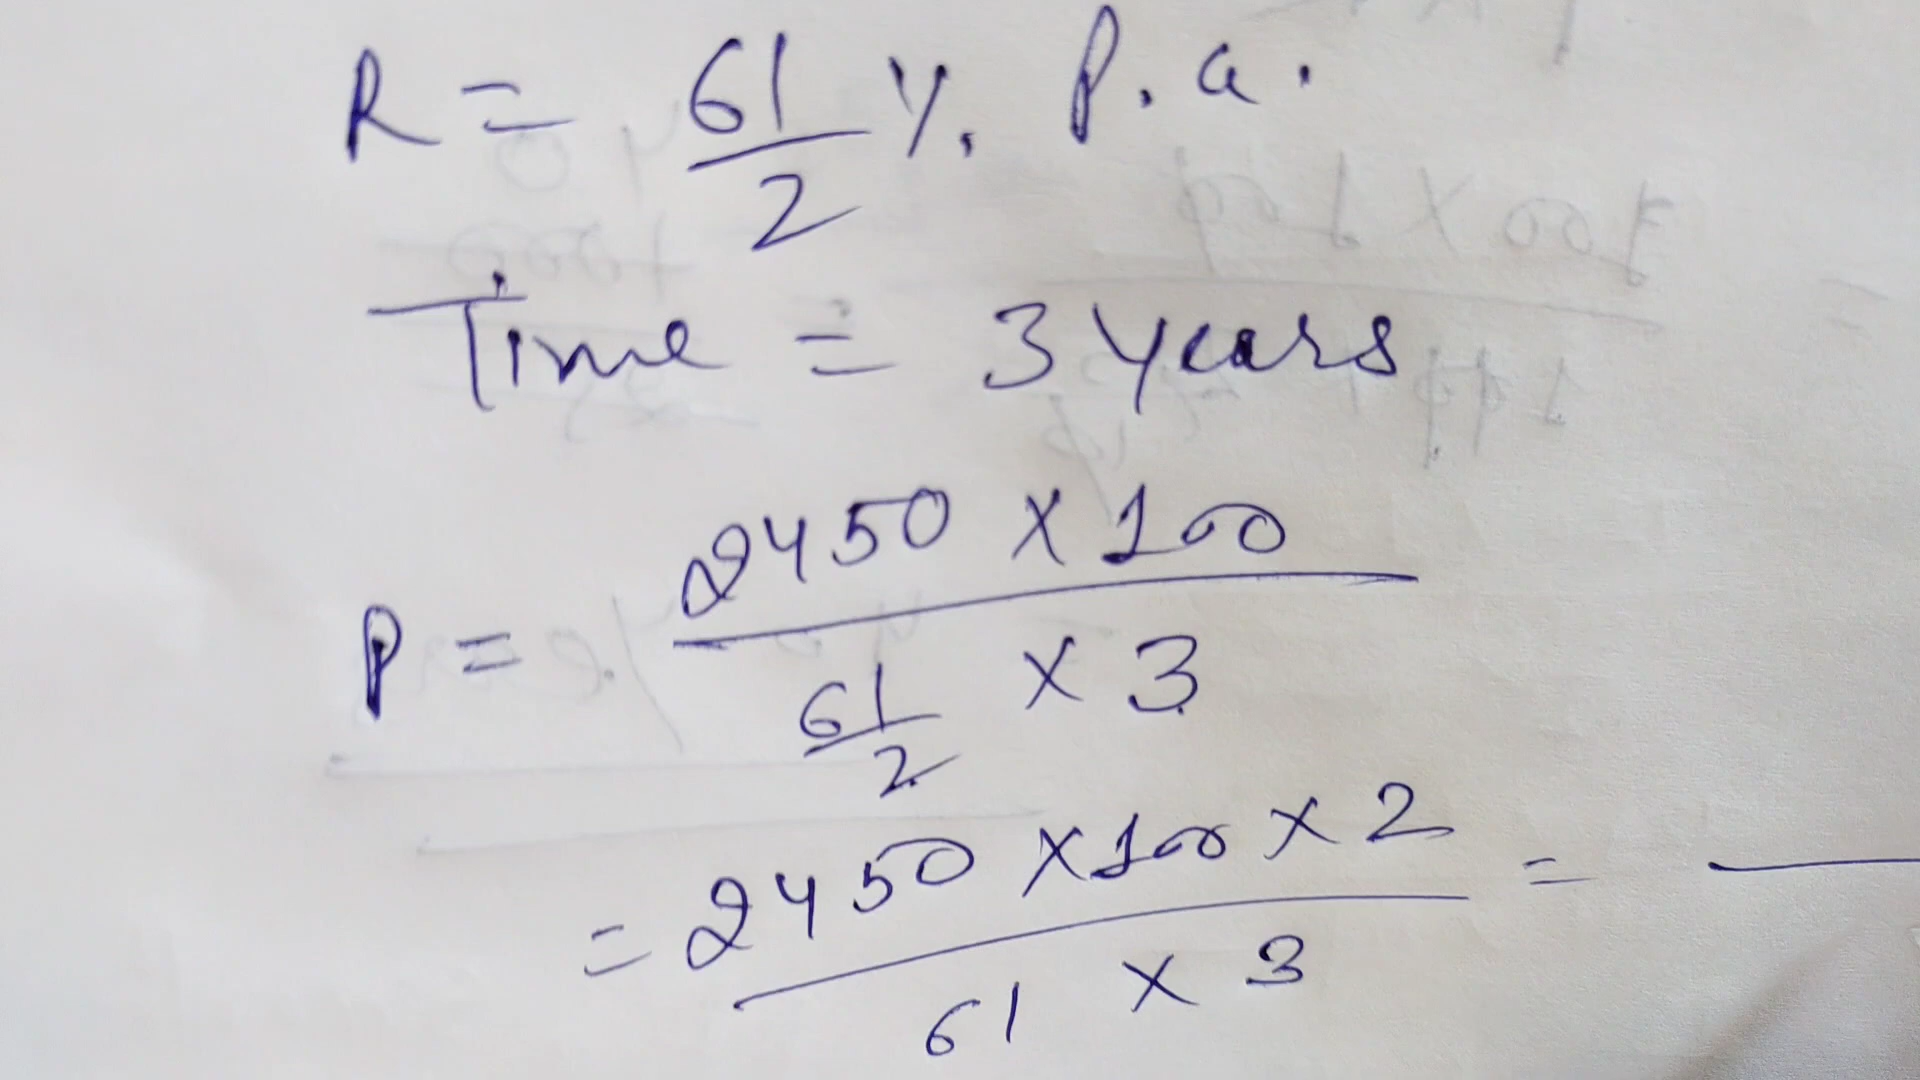 R = 61/2 %. P.a.
Time = 3 years
P = 2450 × 100 / 61/2 × 3
= 2450 × 100 × 2 / 61 × 3 =